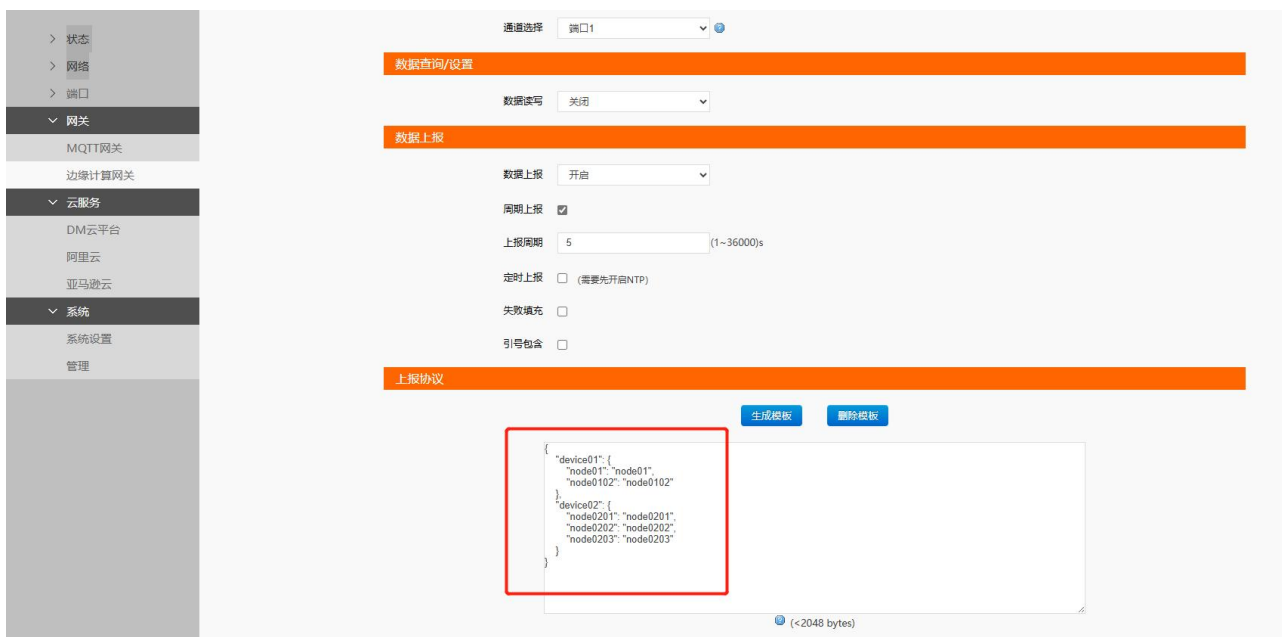 状态
网络
端口
网关
MQTT网关
边缘计算网关
云服务
DM云平台
阿里云
亚马逊云
系统
系统设置
管理
通道选择 端口1
数据查询/设置
数据读写 关闭
数据上报
数据上报 开启
周期上报
上报周期 5 (1~36000)s
定时上报 (需要先开启NTP)
失败填充
引号包含
上报协议
生成模板 删除模板
{
"device01": {
"node01": "node01",
"node0102": "node0102"
},
"device02": {
"node0201": "node0201",
"node0202": "node0202",
"node0203": "node0203"
}
}
(<2048 bytes)